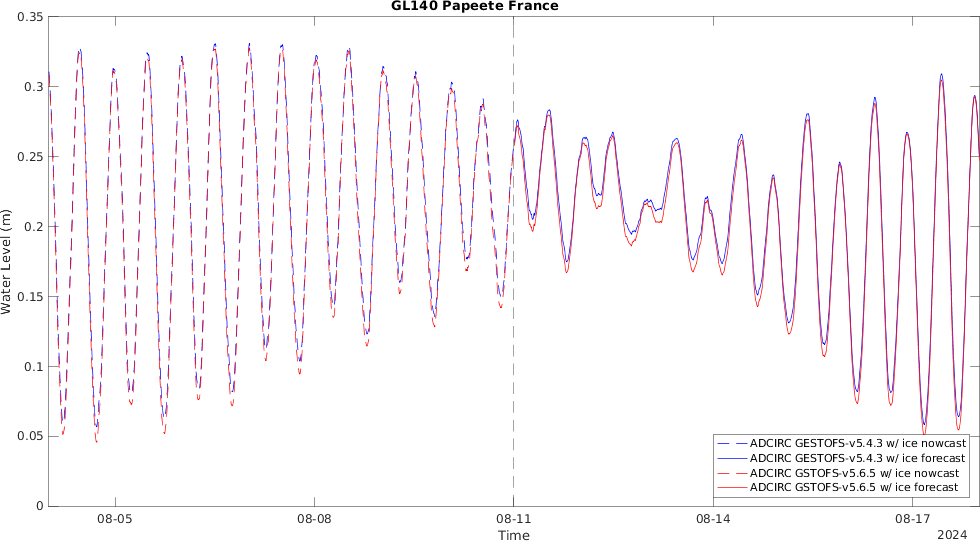 GL140 Papeete France
0.35
0.3
0.25
0.2
0.15
0.1
0.05
0
Water Level (m)
08-05
08-08
08-11
08-14
08-17
Time
2024
ADCIRC GESTOFS-v5.4.3 w/ ice nowcast
ADCIRC GESTOFS-v5.4.3 w/ ice forecast
ADCIRC GSTOFS-v5.6.5 w/ ice nowcast
ADCIRC GSTOFS-v5.6.5 w/ ice forecast